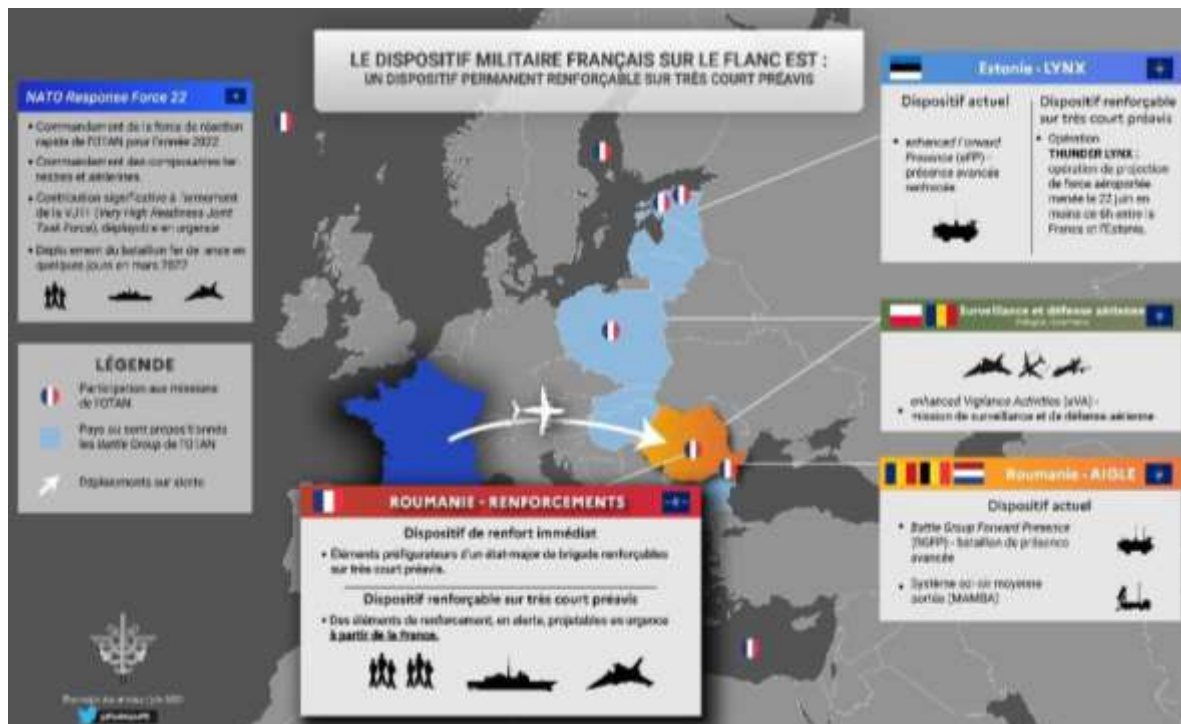 LE DISPOSITIF MILITAIRE FRANÇAIS SUR LE FLANC EST :
UN DISPOSITIF PERMANENT RENFORÇABLE SUR TRÈS COURT PRÉAVIS
NATO Response Force 22
• Commandement de la force de réaction
rapide de l'OTAN pour l'année 2022
• Commandement des composantes ter-
restres et aériennes.
• Contribution significative à l'armement
de la (Very High Readiness Joint
Task Force), en urgence
• Déploiement du bataillon fer de lance en
quelques jours en mars 2022
LÉGENDE
Participation aux missions
de l'OTAN
Pays où sont
les Battle Group de l'OTAN
Déplacements sur alerte
Estonie - LYNX
Dispositif actuel
• enhanced Forward
Presence (eFP) -
présence avancée
renforcée
Dispositif renforçable
sur très court préavis
• Opération
THUNDER LYNX :
opération de projection
de force aéroportée
menée le 22 juin en
moins de 6h entre la
France et l'Estonie.
Surveillance et défense aérienne
• enhanced Vigilance Activities (eVA) -
mission de surveillance et de défense aérienne
Roumanie - AIGLE
Dispositif actuel
• Battle Group Forward Presence
(BGFP) - bataillon de présence
avancée
• Système sol-air moyenne
portée (MAMBA)
ROUMANIE - RENFORCEMENTS
Dispositif de renfort immédiat
• Éléments préfigurateurs d'un état-major de brigade renforçables
sur très court préavis.
Dispositif renforçable sur très court préavis
• Des éléments de renforcement, en alerte, projetables en urgence
à partir de la France.